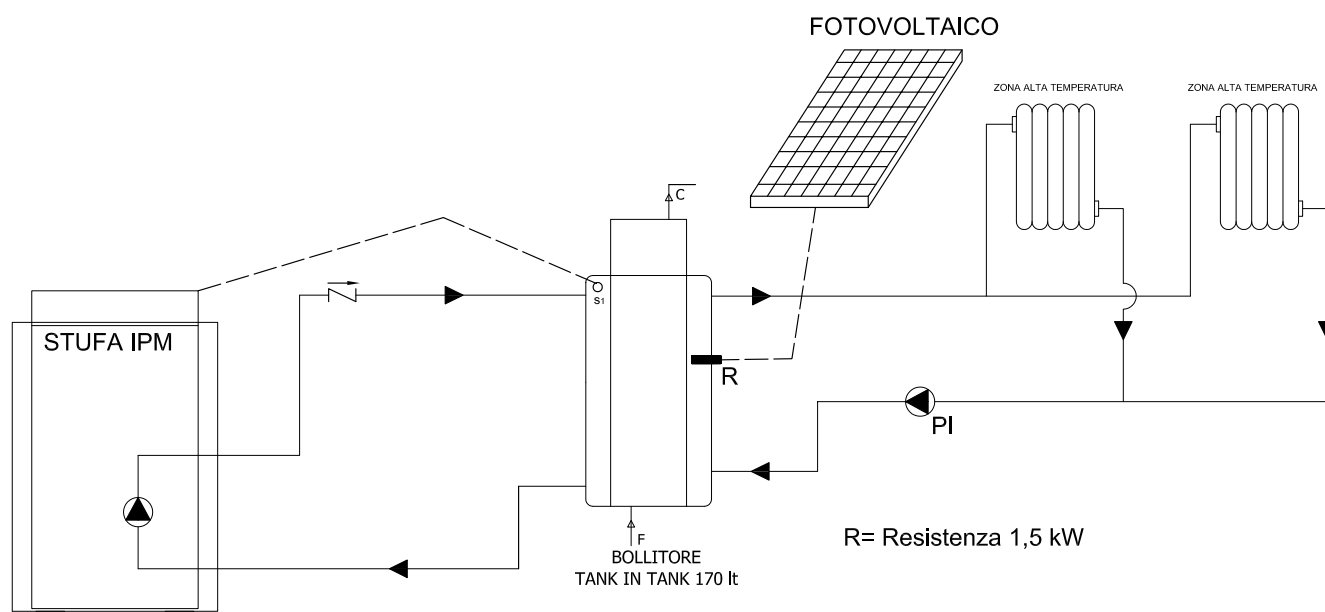 FOTOVOLTAICO
ZONA ALTA TEMPERATURA
ZONA ALTA TEMPERATURA
C
S1
STUFA IPM
R
PI
F
R= Resistenza 1,5 kW
BOLLITORE
TANK IN TANK 170 lt